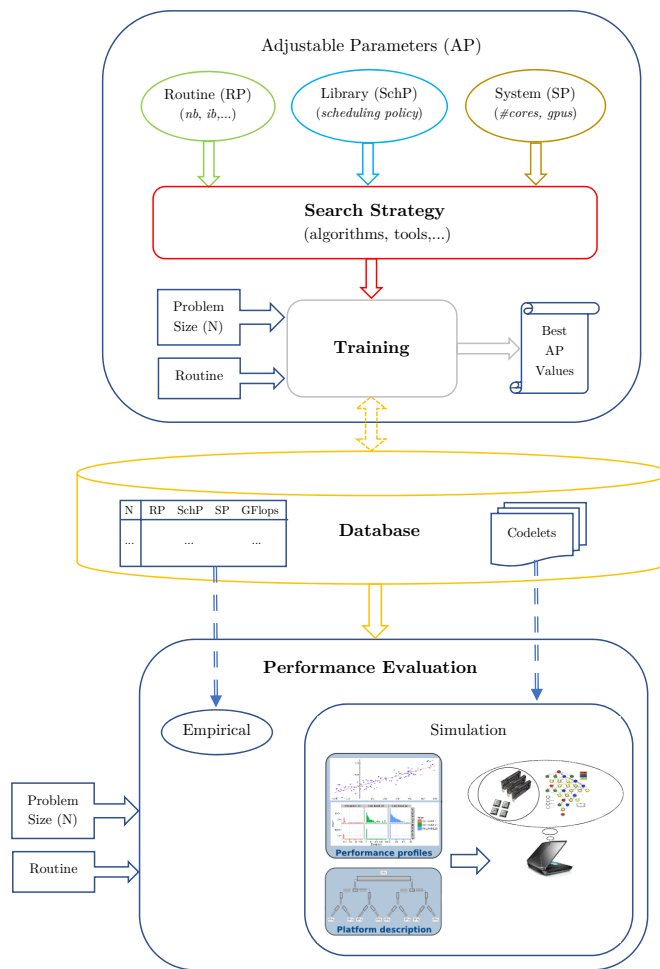 Adjustable Parameters (AP)
Routine (RP)
(nb, ib,...)
Library (SchP)
(scheduling policy)
System (SP)
(#cores, gpus)
Search Strategy
(algorithms, tools,...)
Problem
Size (N)
Routine
Training
Best
AP
Values
N RP SchP SP GFlops
... ... ...
Database
Codelets
Performance Evaluation
Empirical
Simulation
Problem
Size (N)
Routine
Performance profiles
Platform description